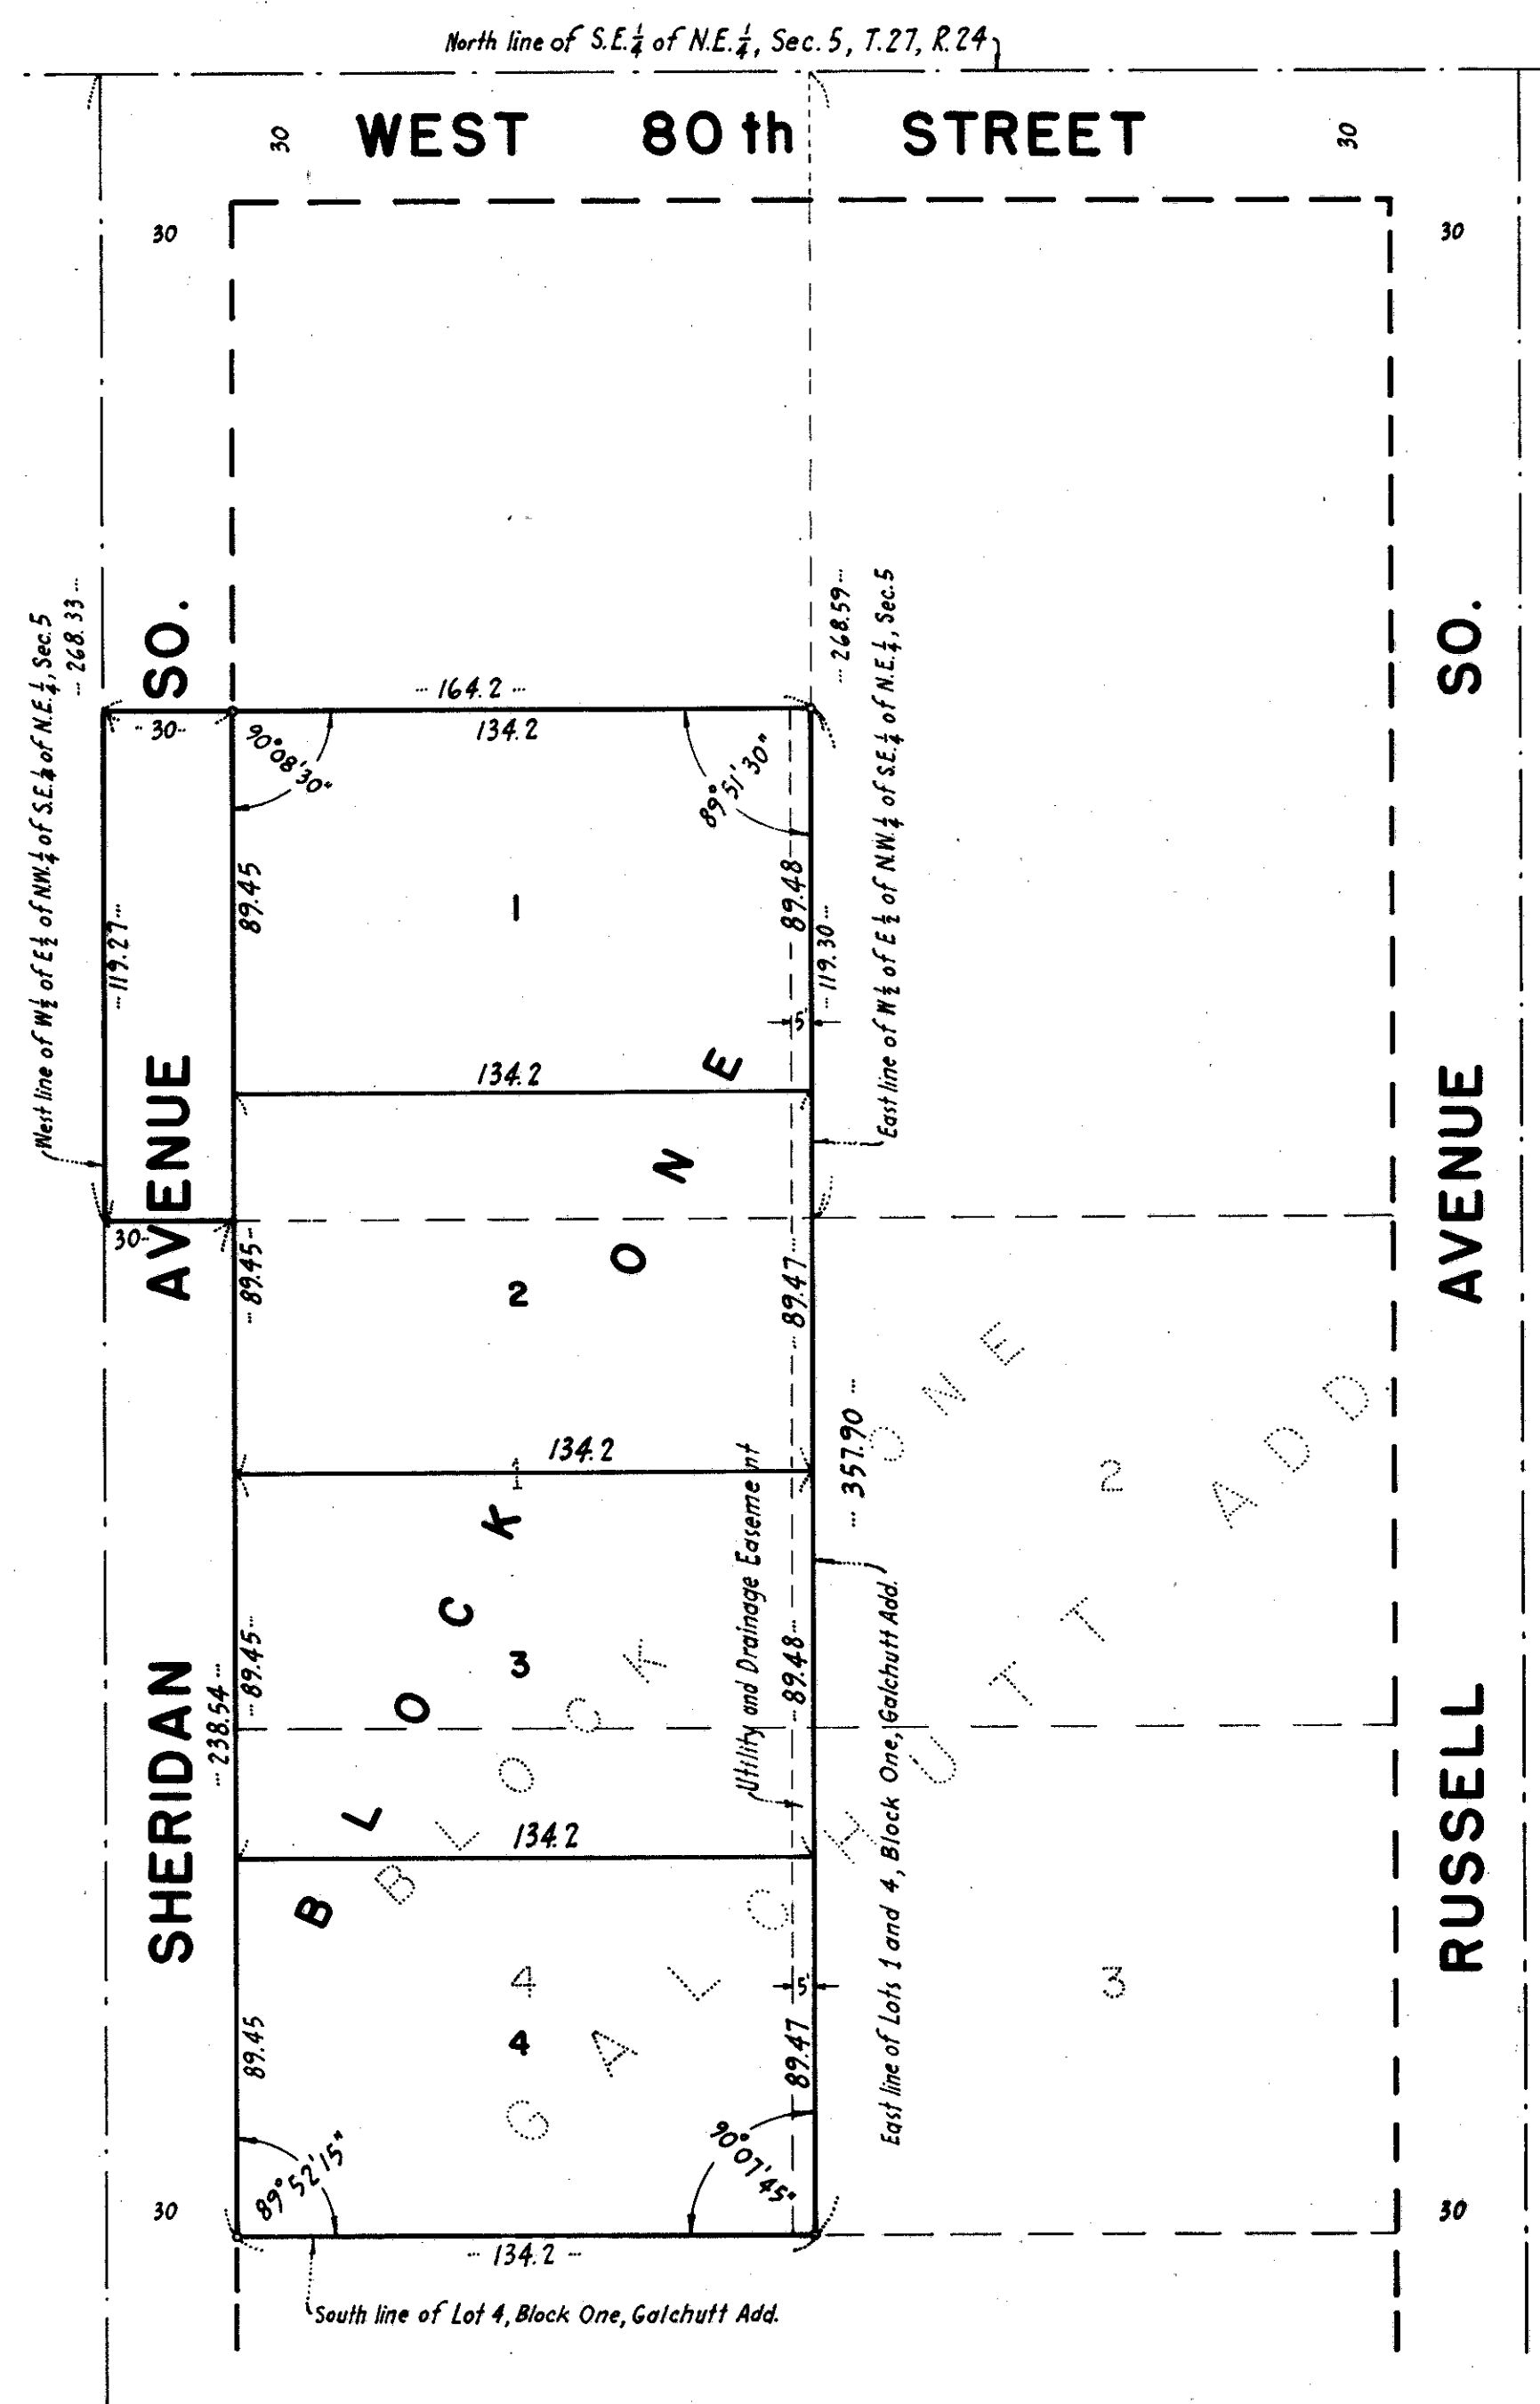 North line of S.E.¼ of N.E.¼, Sec. 5, T.27, R.24
WEST 80th STREET
30
30
30
30
West line of W½ of E½ of N.W.¼ of S.E.¼ of N.E.¼, Sec. 5
-- 268.33 --
SHERIDAN AVENUE SO.
-- 268.59 --
East line of W½ of E½ of N.W.¼ of S.E.¼ of N.E.¼, Sec. 5
RUSSELL AVENUE SO.
-- 164.2 --
- 30 -
134.2
90°08'30"
89°51'30"
89.45
1
89.48
-- 119.27 --
-- 119.30 --
5'
134.2
30-
-- 89.45 --
2
-- 89.47 --
134.2
1
-- 357.90 --
Utility and Drainage Easement
BLOCK ONE
-- 89.45 --
3
-- 89.48 --
-- 238.54 --
East line of Lots 1 and 4, Block One, Galchutt Add.
BLOCK ONE
GALCHUTT ADD
2
134.2
4
5'
3
4
89.45
89.47
89°52'15"
90°07'45"
30
30
-- 134.2 --
South line of Lot 4, Block One, Galchutt Add.